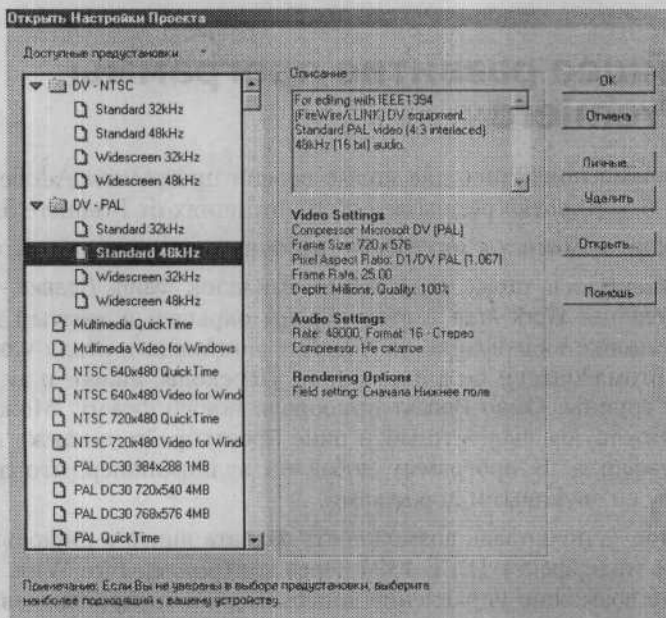 Открыть Настройки Проекта
Доступные предустановки
DV - NTSC
Standard 32kHz
Standard 48kHz
Widescreen 32kHz
Widescreen 48kHz
DV - PAL
Standard 32kHz
Standard 48kHz
Widescreen 32kHz
Widescreen 48kHz
Multimedia QuickTime
Multimedia Video for Windows
NTSC 640x480 QuickTime
NTSC 640x480 Video for Wind
NTSC 720x480 QuickTime
NTSC 720x480 Video for Wind
PAL DC30 384x288 1MB
PAL DC30 720x540 4MB
PAL DC30 768x576 4MB
PAL QuickTime
Описание
For editing with IEEE1394
(FireWire/i.LINK) DV equipment.
Standard PAL video (4:3 interlaced).
48kHz (16 bit) audio.
Video Settings
Compressor: Microsoft DV (PAL)
Frame Size: 720 x 576
Pixel Aspect Ratio: D1/DV PAL (1,067)
Frame Rate: 25.00
Depth: Millions, Quality: 100%
Audio Settings
Rate: 48000, Format: 16 - Стерео
Compressor: Не сжатое
Rendering Options
Field setting: Сначала Нижнее поле
OK
Отмена
Личные...
Удалить
Открыть...
Помощь
Примечание: Если Вы не уверены в выборе предустановки, выберите
наиболее подходящий к вашему устройству.